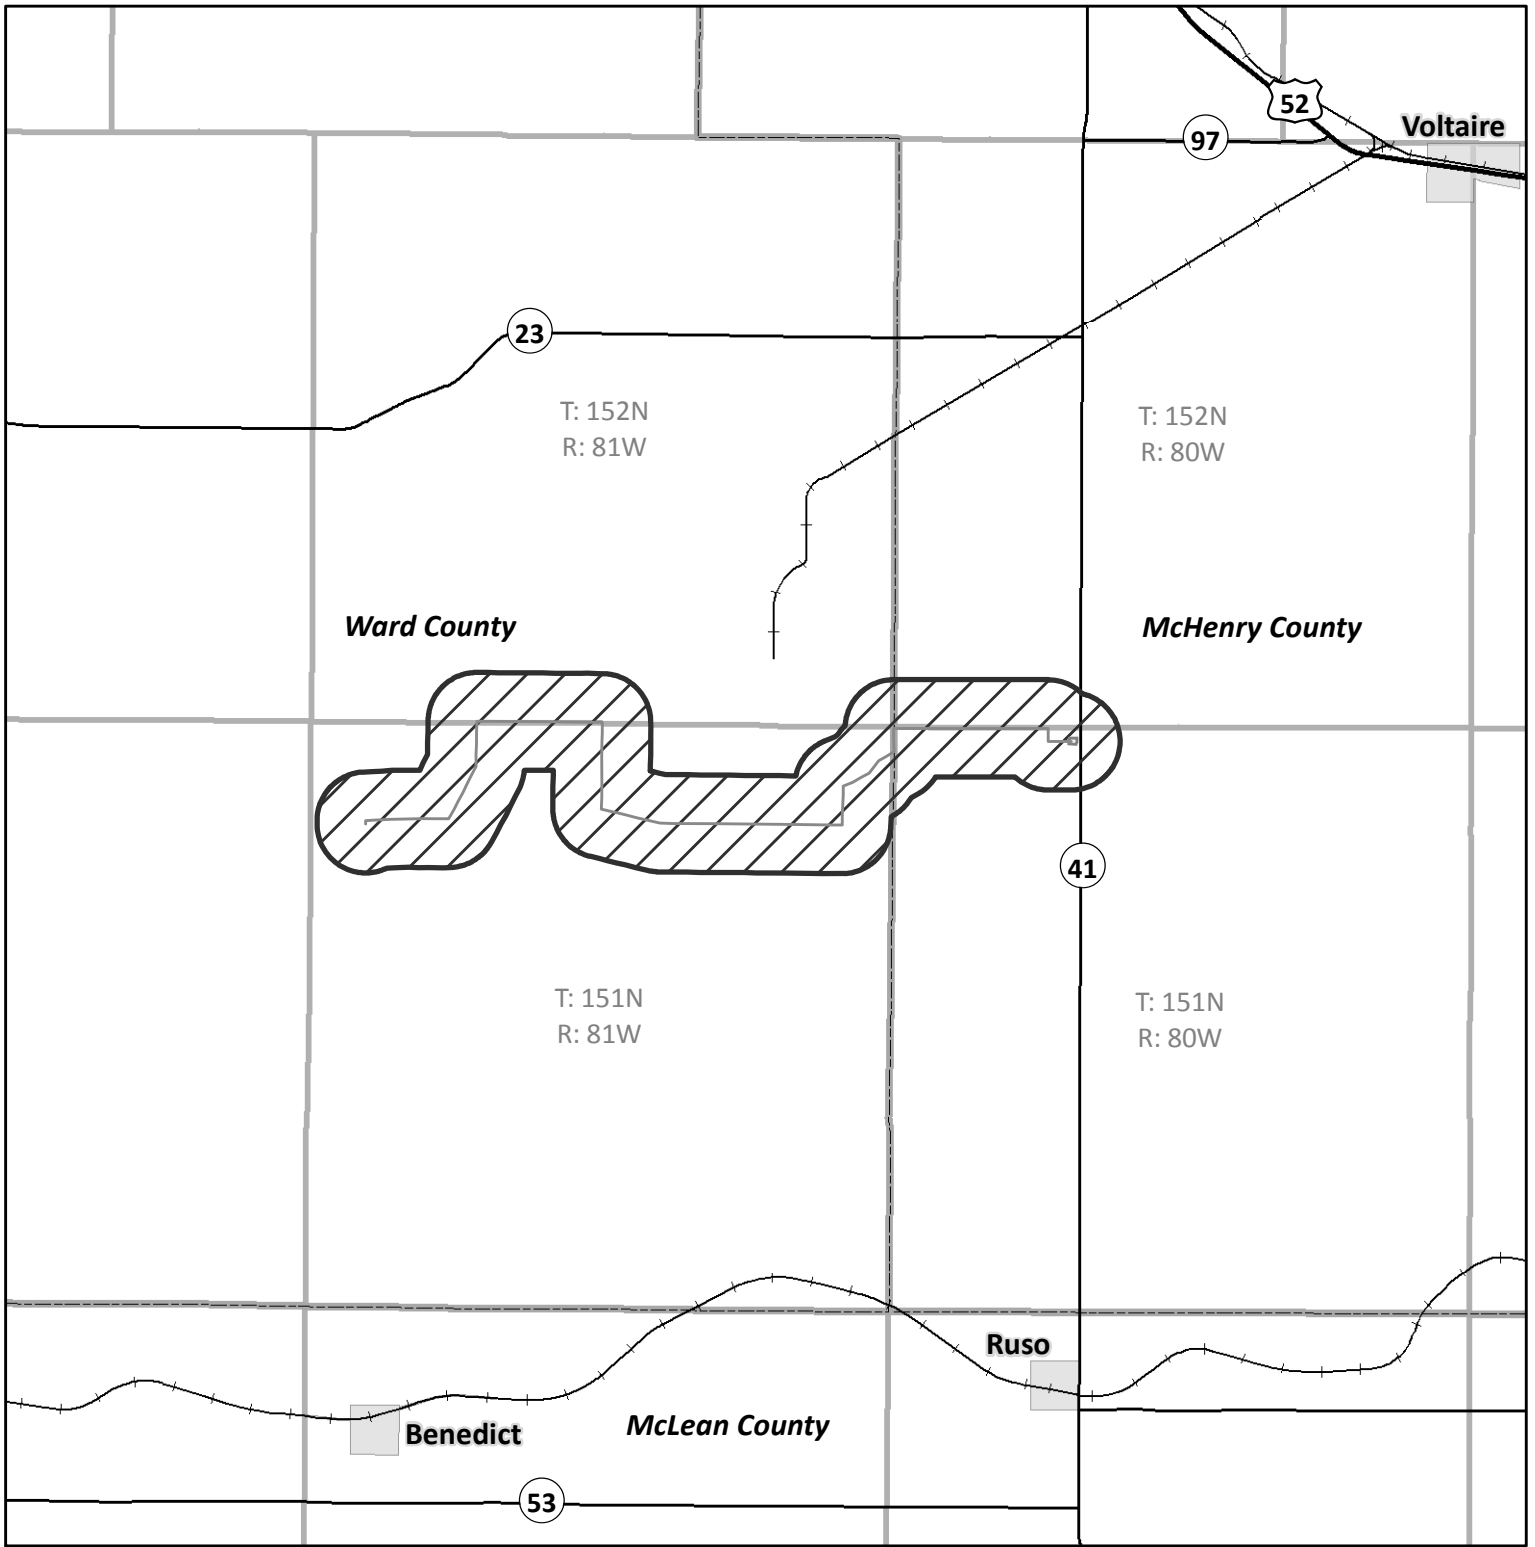 52
Voltaire
97
23
T: 152N
R: 81W
T: 152N
R: 80W
Ward County
McHenry County
41
T: 151N
R: 81W
T: 151N
R: 80W
Ruso
McLean County
Benedict
53